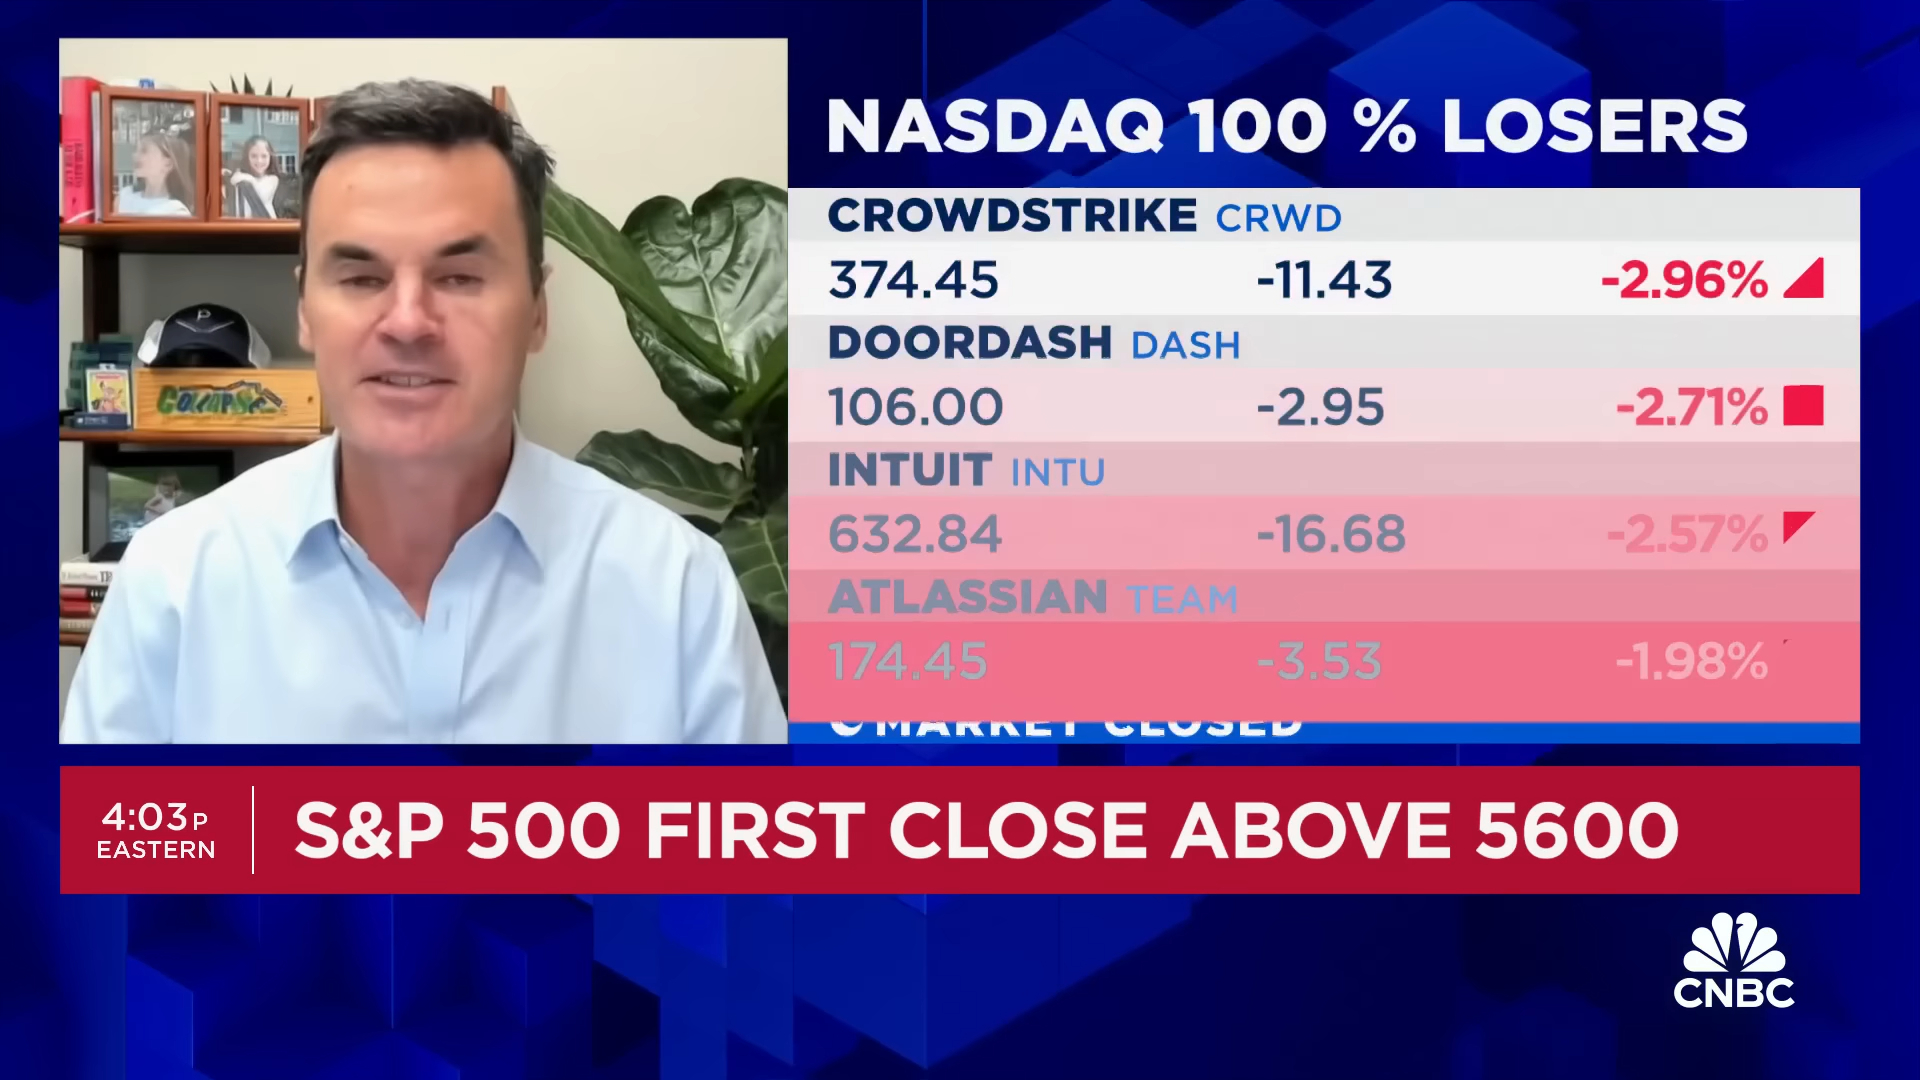 NASDAQ 100 % LOSERS
CROWDSTRIKE CRWD
374.45 -11.43 -2.96%
DOORDASH DASH
106.00 -2.95 -2.71%
INTUIT INTU
632.84 -16.68 -2.57%
ATLASSIAN TEAM
174.45 -3.53 -1.98%
MARKET CLOSED
4:03P
EASTERN
S&P 500 FIRST CLOSE ABOVE 5600
CNBC